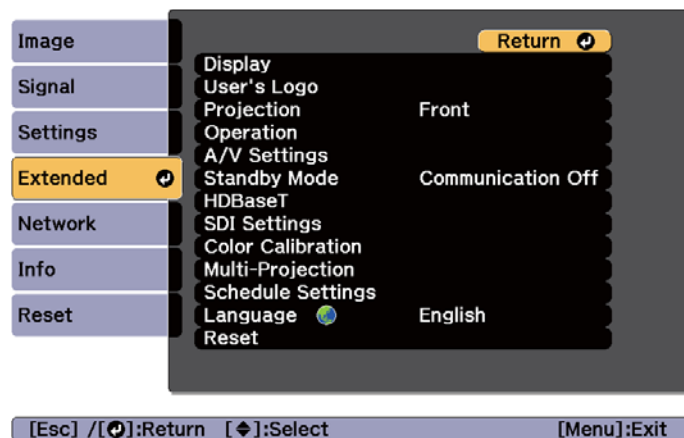 Image
Signal
Settings
Extended
Network
Info
Reset
Return
Display
User's Logo
Projection Front
Operation
A/V Settings
Standby Mode Communication Off
HDBaseT
SDI Settings
Color Calibration
Multi-Projection
Schedule Settings
Language English
Reset
[Esc] /[⏎]:Return [◆]:Select [Menu]:Exit